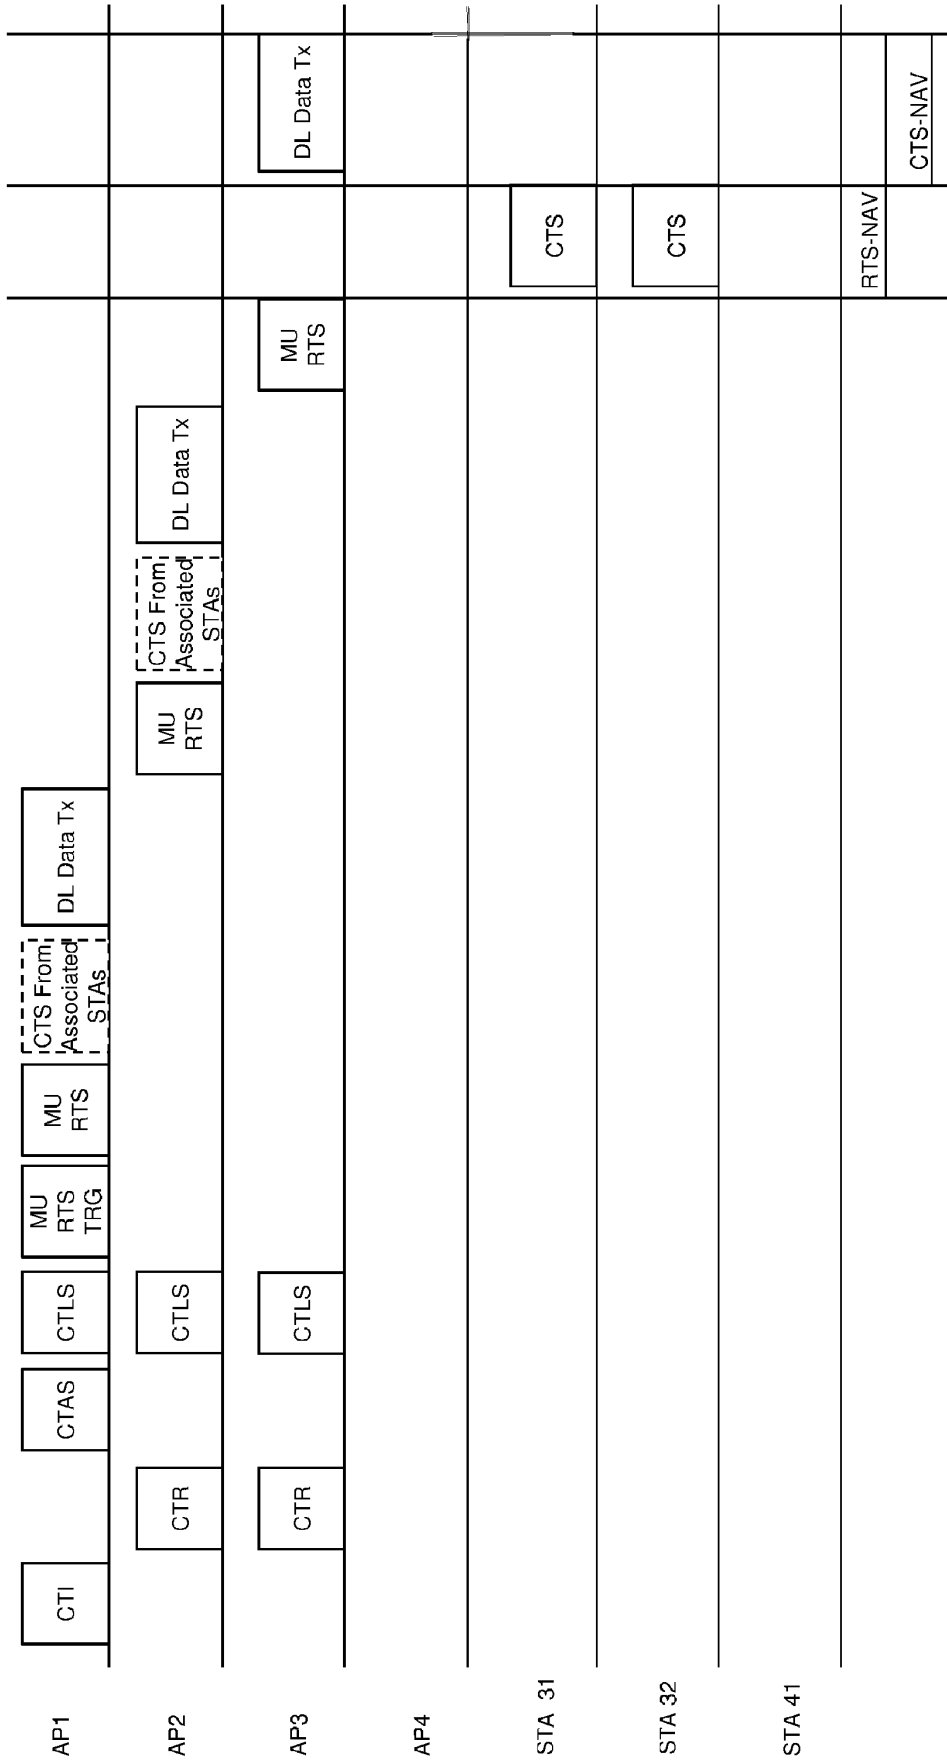 AP1
CTI
CTAS
CTLS
MU
RTS
TRG
MU
RTS
CTS From
Associated
STAs
DL Data Tx
AP2
CTR
CTLS
MU
RTS
CTS From
Associated
STAs
DL Data Tx
AP3
CTR
CTLS
MU
RTS
DL Data Tx
AP4
STA 31
CTS
STA 32
CTS
STA 41
RTS-NAV
CTS-NAV